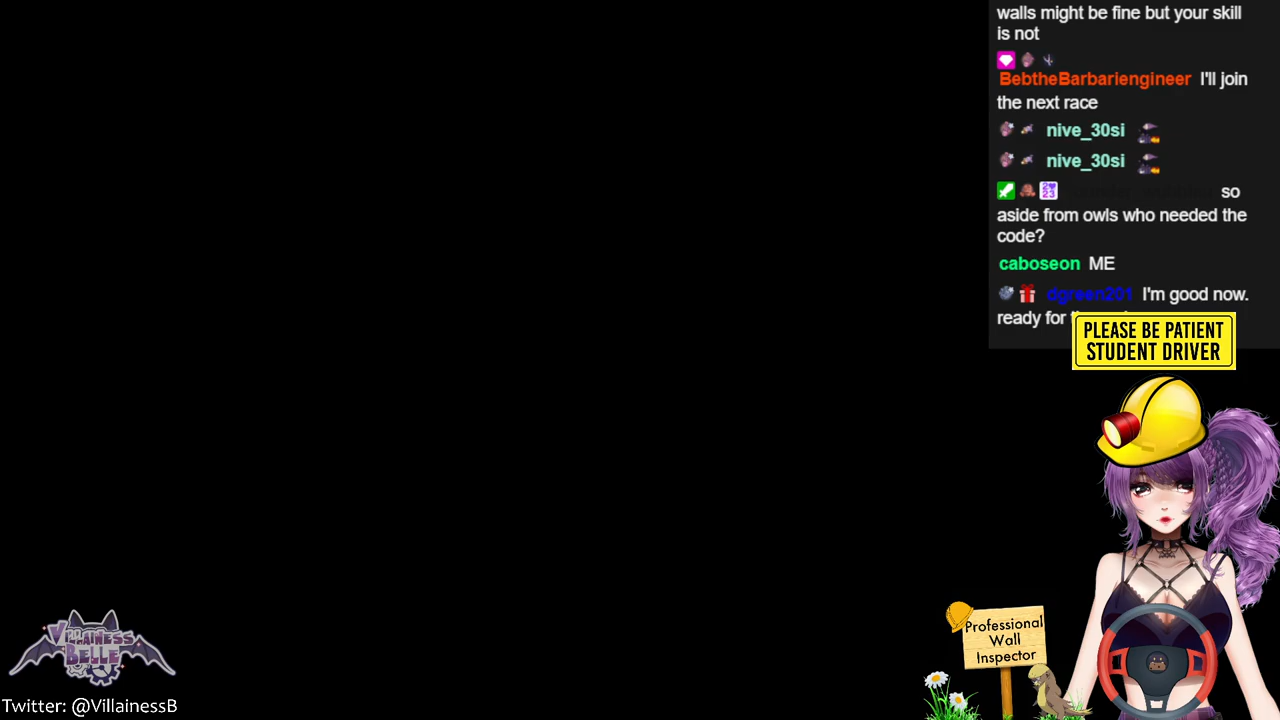 walls might be fine but your skill
is not
BebtheBarbariengineer I'll join
the next race
nive_30si
nive_30si
so
aside from owls who needed the
code?
caboseon ME
dgreen201 I'm good now.
ready for
PLEASE BE PATIENT
STUDENT DRIVER
Professional
Wall
Inspector
VILLAINESS
BELLE
Twitter: @VillainessB